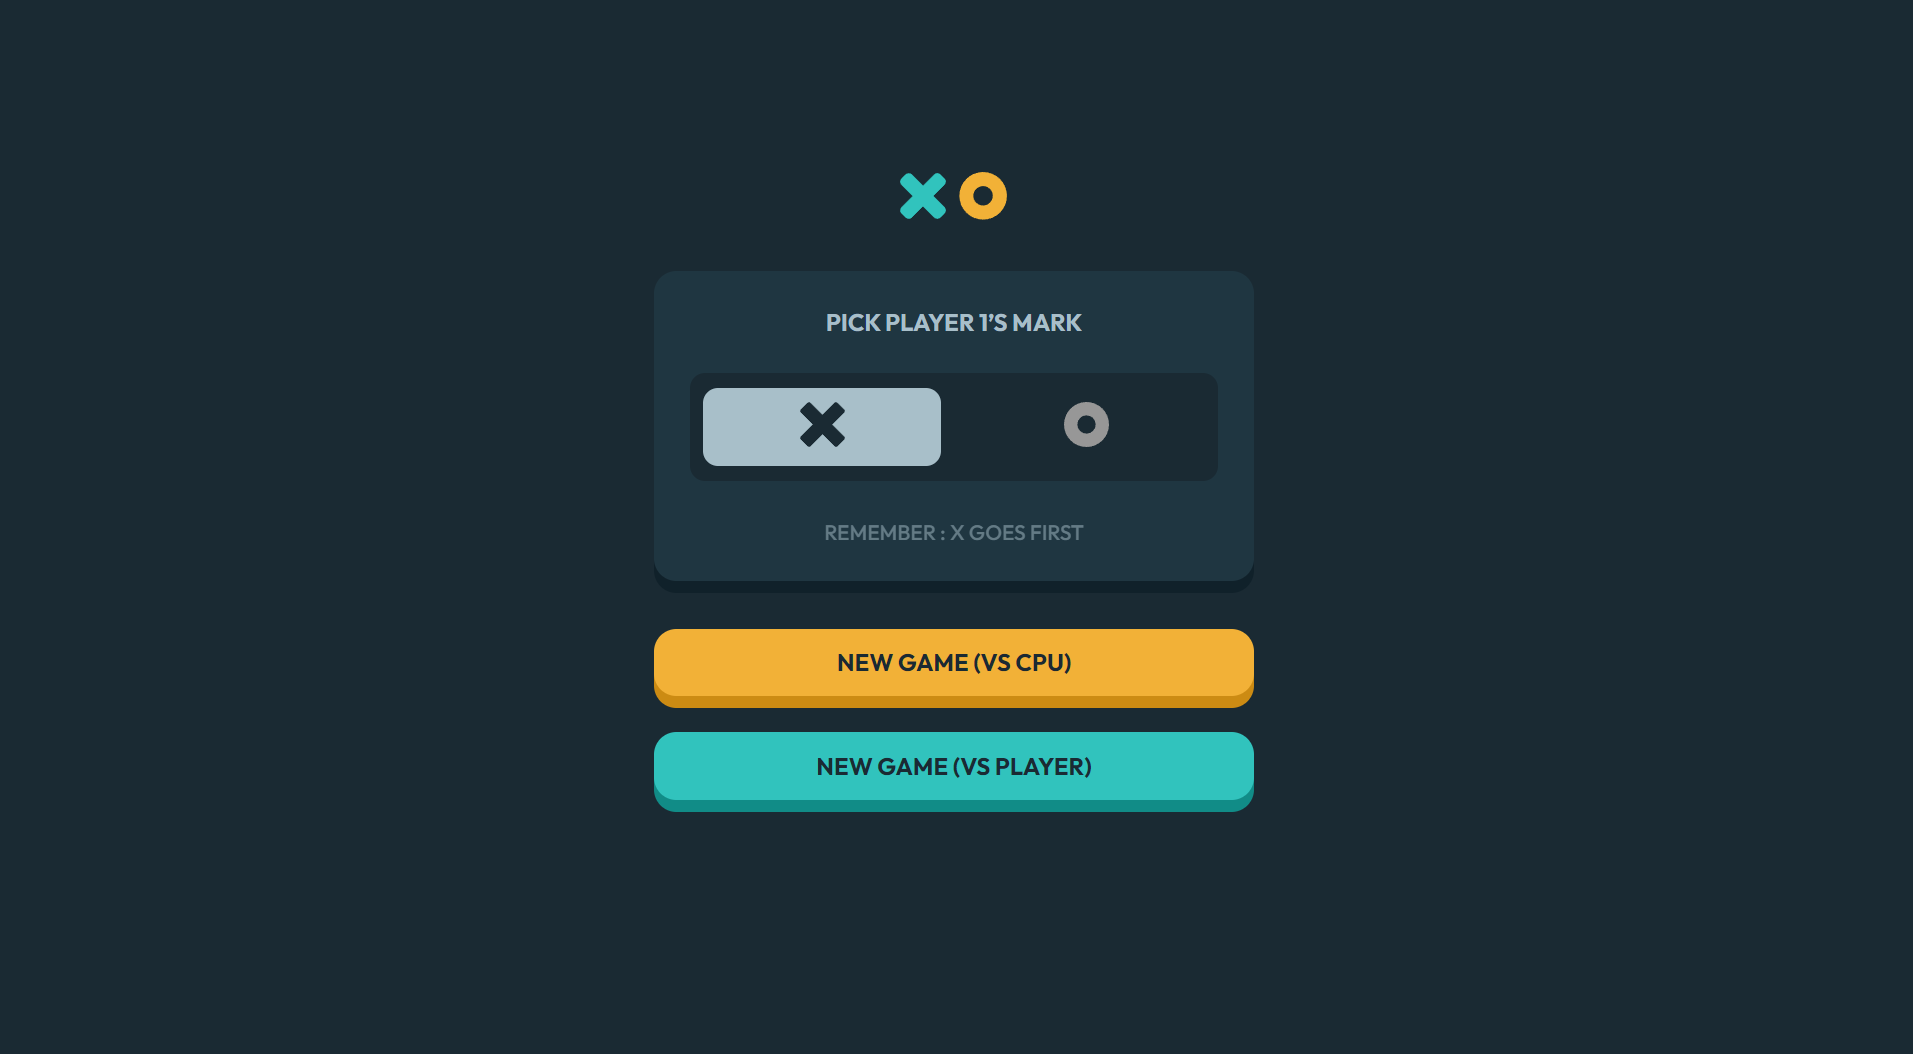 PICK PLAYER 1’S MARK
REMEMBER : X GOES FIRST
NEW GAME (VS CPU)
NEW GAME (VS PLAYER)